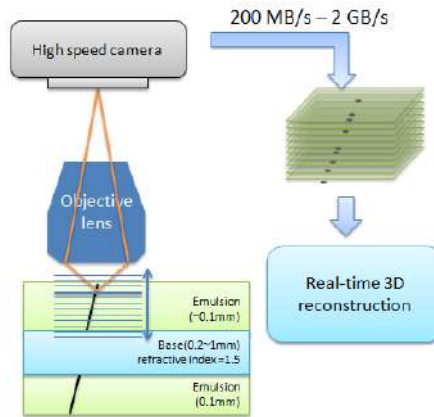 200 MB/s – 2 GB/s
High speed camera
Objective
lens
Emulsion
(~0.1mm)
Base(0.2~1mm)
refractive index=1.5
Emulsion
(0.1mm)
Real-time 3D
reconstruction